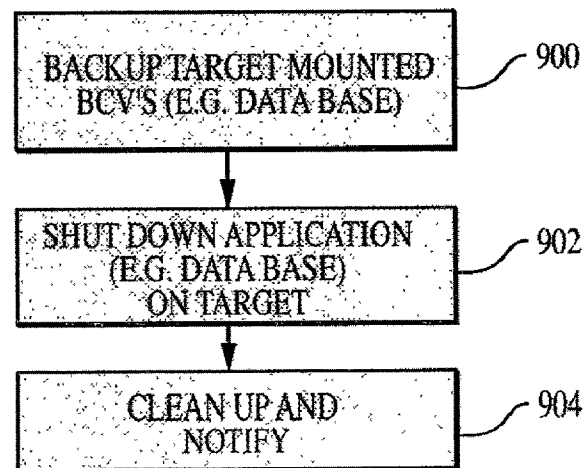 BACKUP TARGET MOUNTED
BCV'S (E.G. DATA BASE)
900
SHUT DOWN APPLICATION
(E.G. DATA BASE)
ON TARGET
902
CLEAN UP AND
NOTIFY
904